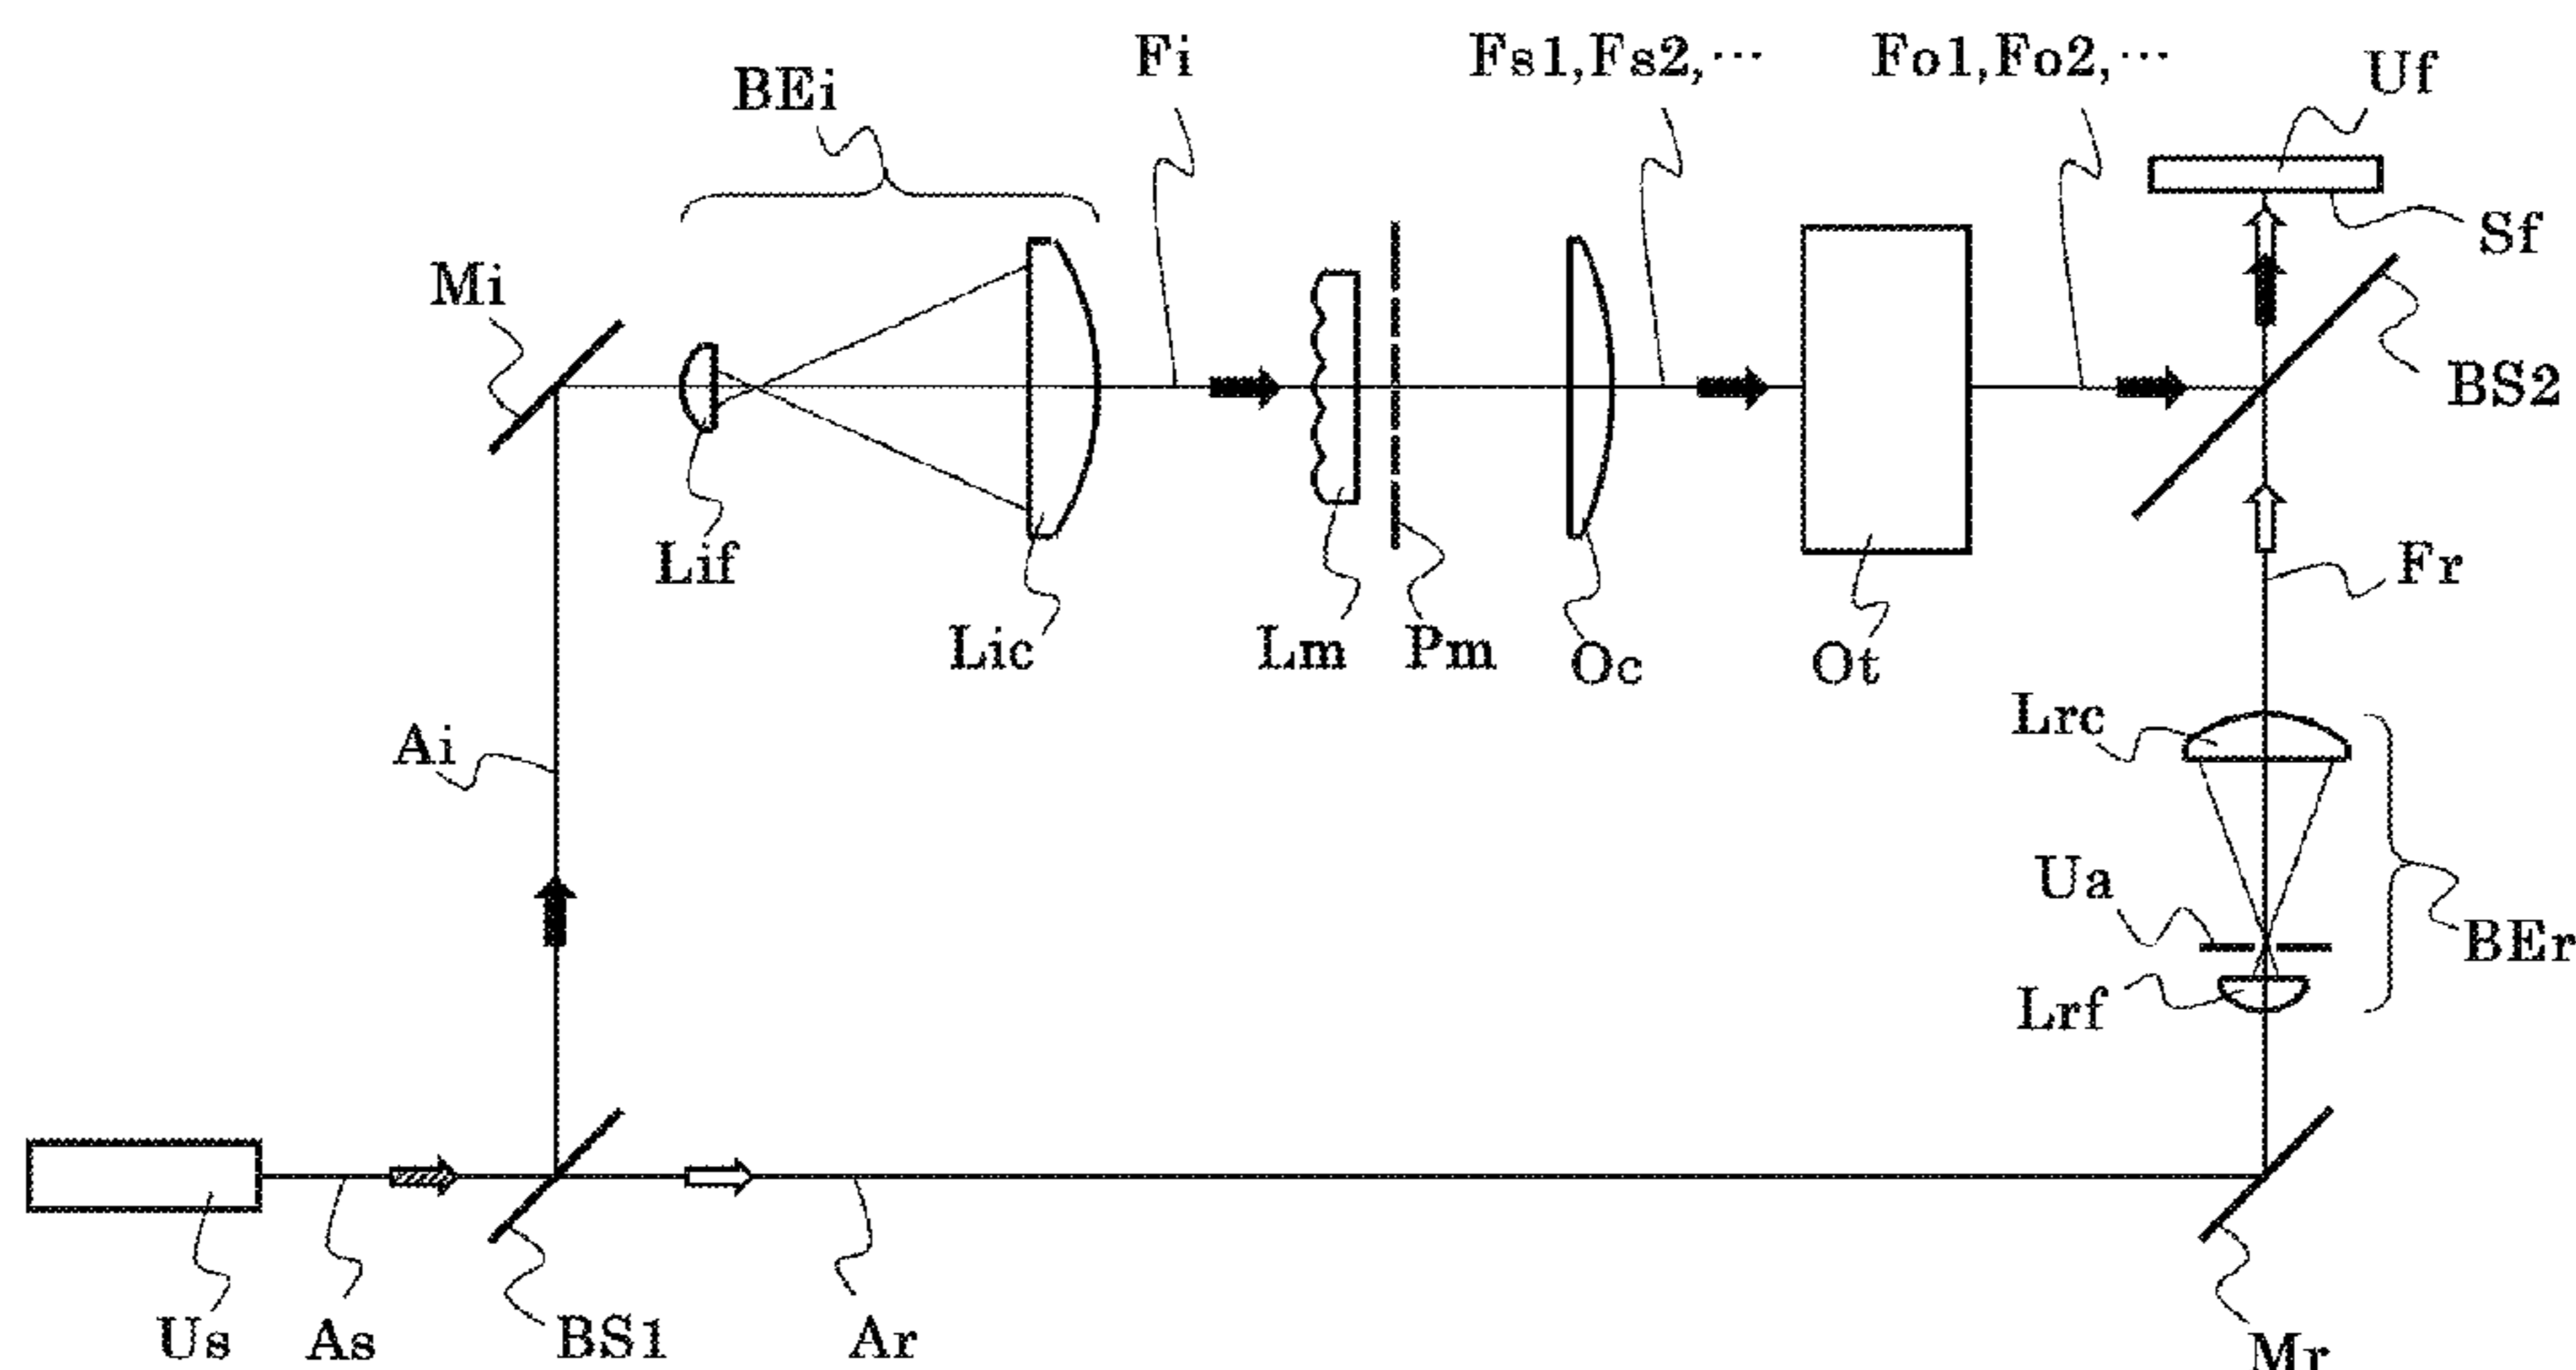 Fi
Fs1,Fs2,···
Fo1,Fo2,···
Uf
BEi
Sf
Mi
BS2
Lif
Fr
Lic
Lm
Pm
Oc
Ot
Lrc
Ai
Ua
BEr
Lrf
Us
As
BS1
Ar
Mr